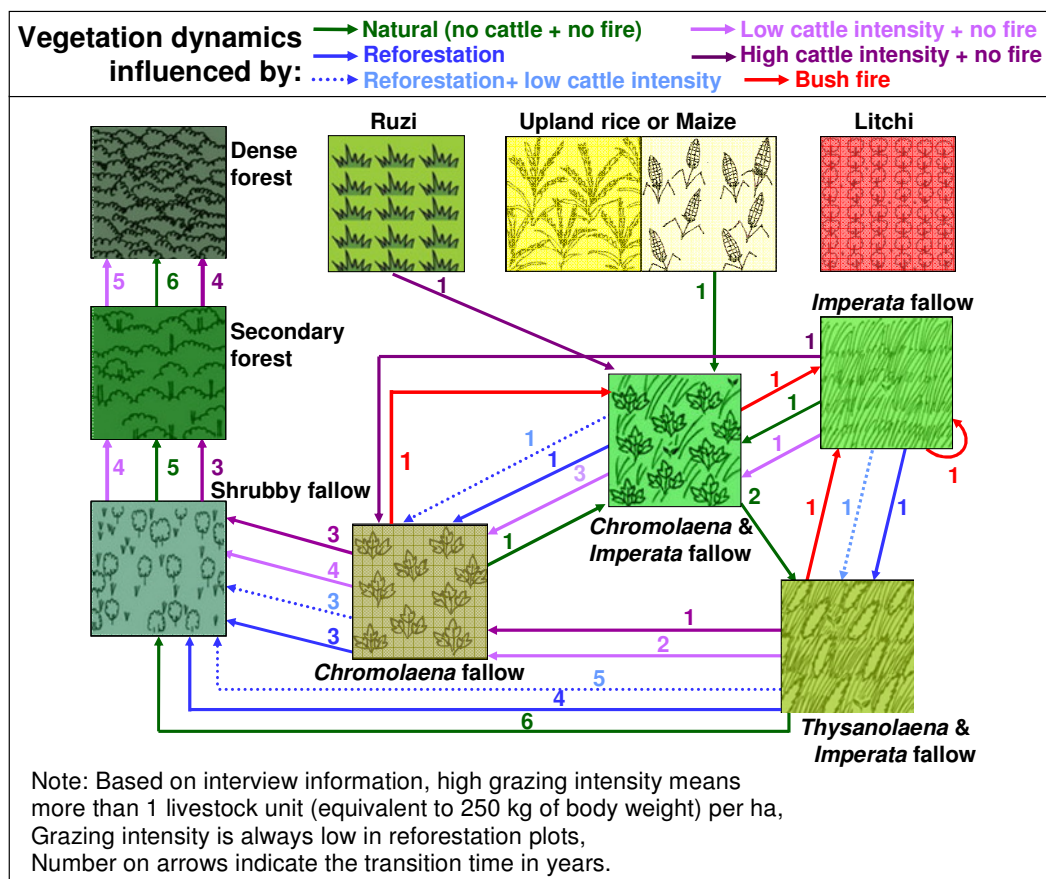 Vegetation dynamics
influenced by:
Natural (no cattle + no fire)
Reforestation
Reforestation+ low cattle intensity
Low cattle intensity + no fire
High cattle intensity + no fire
Bush fire
Ruzi
Upland rice or Maize
Litchi
Dense
forest
5
6
4
1
1
Imperata fallow
Secondary
forest
1
1
1
1
4
5
3
1
1
1
3
1
1
Shrubby fallow
2
1
1
1
Chromolaena &
Imperata fallow
3
4
3
3
1
1
2
Chromolaena fallow
5
4
6
Thysanolaena &
Imperata fallow
Note: Based on interview information, high grazing intensity means
more than 1 livestock unit (equivalent to 250 kg of body weight) per ha,
Grazing intensity is always low in reforestation plots,
Number on arrows indicate the transition time in years.